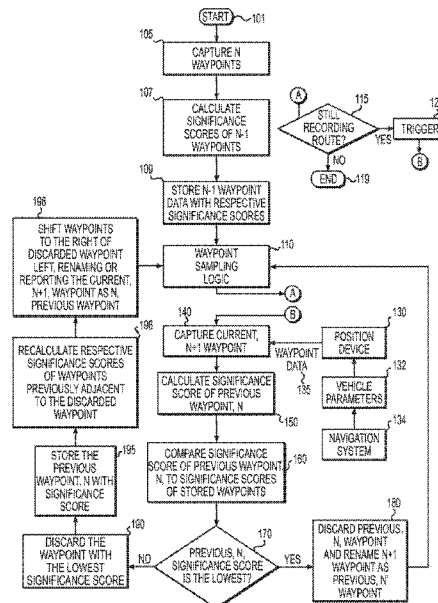 START
101
105
CAPTURE N
WAYPOINTS
107
CALCULATE
SIGNIFICANCE
SCORES OF N-1
WAYPOINTS
109
STORE N-1 WAYPOINT
DATA WITH RESPECTIVE
SIGNIFICANCE SCORES
110
WAYPOINT
SAMPLING
LOGIC
A
A
115
STILL
RECORDING
ROUTE?
YES
NO
END
119
TRIGGER
B
198
SHIFT WAYPOINTS
TO THE RIGHT OF
DISCARDED WAYPOINT
LEFT, RENAMING OR
REPORTING THE CURRENT,
N+1, WAYPOINT AS N,
PREVIOUS WAYPOINT
196
RECALCULATE RESPECTIVE
SIGNIFICANCE SCORES
OF WAYPOINTS
PREVIOUSLY ADJACENT
TO THE DISCARDED
WAYPOINT
195
STORE THE
PREVIOUS
WAYPOINT, N WITH
SIGNIFICANCE
SCORE
190
DISCARD THE
WAYPOINT WITH THE
LOWEST SIGNIFICANCE SCORE
B
140
CAPTURE CURRENT,
N+1 WAYPOINT
WAYPOINT
DATA
135
130
POSITION
DEVICE
132
VEHICLE
PARAMETERS
134
NAVIGATION
SYSTEM
CALCULATE SIGNIFICANCE
SCORE OF PREVIOUS
WAYPOINT, N
150
160
COMPARE SIGNIFICANCE
SCORE OF PREVIOUS WAYPOINT,
N, TO SIGNIFICANCE SCORES
OF STORED WAYPOINTS
170
PREVIOUS, N,
SIGNIFICANCE SCORE
IS THE LOWEST?
NO
YES
180
DISCARD PREVIOUS,
N, WAYPOINT
AND RENAME N+1
WAYPOINT AS
PREVIOUS, N'
WAYPOINT